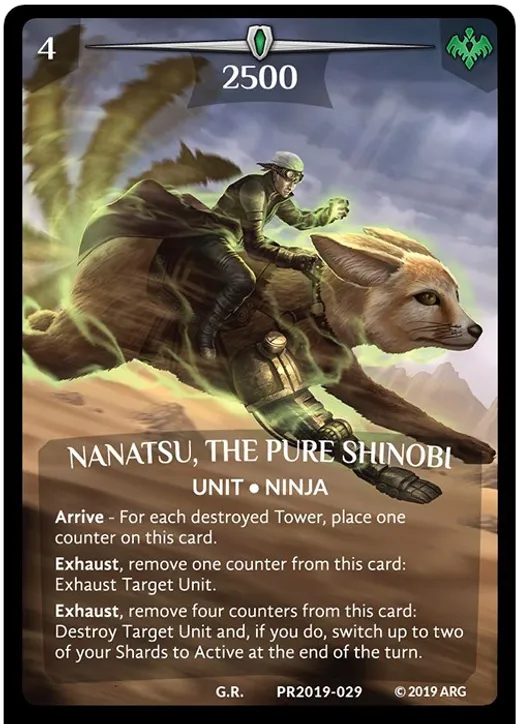 4
2500
NANATSU, THE PURE SHINOBI
UNIT • NINJA
Arrive - For each destroyed Tower, place one
counter on this card.
Exhaust, remove one counter from this card:
Exhaust Target Unit.
Exhaust, remove four counters from this card:
Destroy Target Unit and, if you do, switch up to two
of your Shards to Active at the end of the turn.
G.R. PR2019-029 © 2019 ARG